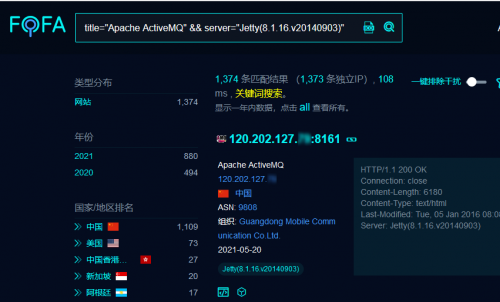 FOFA
title="Apache ActiveMQ" && server="Jetty(8.1.16.v20140903)"
类型分布
网站 1,374
年份
2021 880
2020 494
国家/地区排名
中国 1,109
美国 73
中国香港... 27
新加坡 20
阿根廷 17
1,374 条匹配结果 （1,373 条独立IP），108
ms，关键词搜索。
显示一年内数据，点击 all 查看所有。
一键排除干扰
120.202.127. :8161
Apache ActiveMQ
120.202.127.
中国
ASN: 9808
组织: Guangdong Mobile Comm
unication Co.Ltd.
2021-05-20
Jetty(8.1.16.v20140903)
HTTP/1.1 200 OK
Connection: close
Content-Length: 6180
Content-Type: text/html
Last-Modified: Tue, 05 Jan 2016 08:0
Server: Jetty(8.1.16.v20140903)